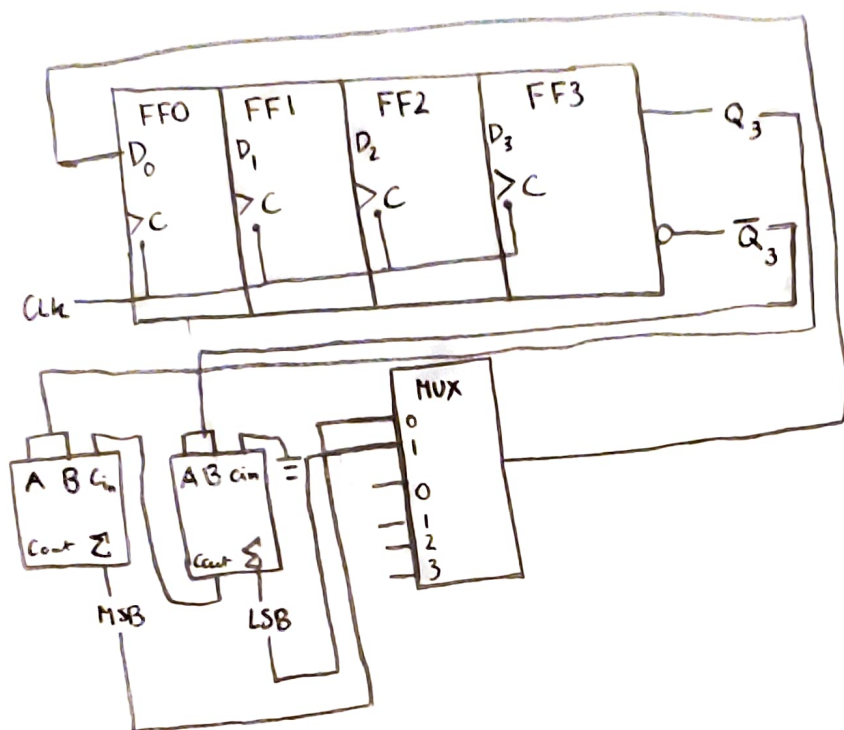 FF0 FF1 FF2 FF3
D₀ D₁ D₂ D₃
Q₃
C C C C
Q̅₃
Clk
MUX
0
1
A B Cin A B Cin
0
1
Cout Σ Cout Σ
2
3
MSB LSB